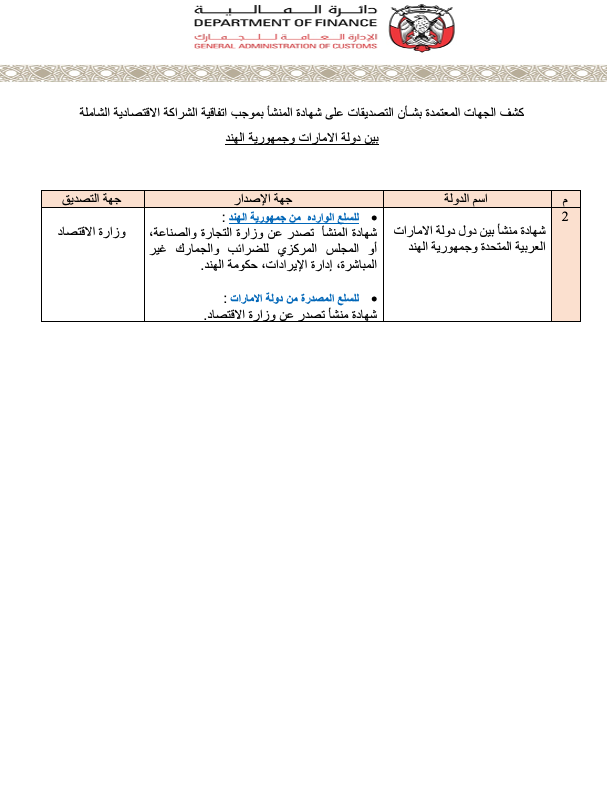 دائرة المالية
DEPARTMENT OF FINANCE
الإدارة العامة للجمارك
GENERAL ADMINISTRATION OF CUSTOMS
كشف الجهات المعتمدة بشأن التصديقات على شهادة المنشأ بموجب اتفاقية الشراكة الاقتصادية الشاملة
بين دولة الامارات وجمهورية الهند
م
اسم الدولة
جهة الإصدار
جهة التصديق
2
شهادة منشأ بين دول دولة الامارات
العربية المتحدة وجمهورية الهند
• للسلع الوارده من جمهورية الهند :
شهادة المنشأ تصدر عن وزارة التجارة والصناعة،
أو المجلس المركزي للضرائب والجمارك غير
المباشرة، إدارة الإيرادات، حكومة الهند.
• للسلع المصدرة من دولة الامارات :
شهادة منشأ تصدر عن وزارة الاقتصاد.
وزارة الاقتصاد